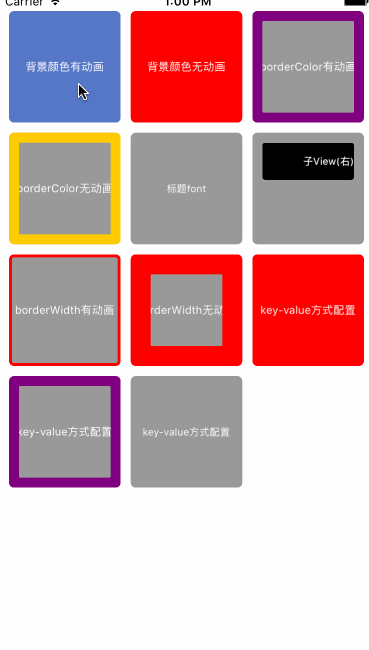 Carrier 1:00 PM
背景颜色有动画
背景颜色无动画
borderColor有动画
borderColor无动画
标题font
子View(右)
borderWidth有动画
rderWidth无动
key-value方式配置
key-value方式配置
key-value方式配置